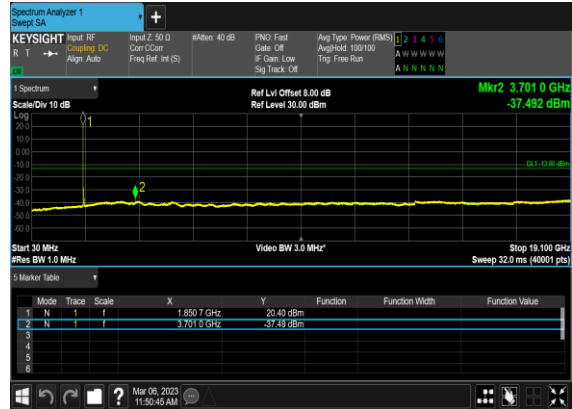 Spectrum Analyzer 1
Swept SA
+
KEYSIGHT Input: RF Input Z: 50 Ω #Atten: 40 dB PNO: Fast Avg Type: Power (RMS) 1 2 3 4 5 6
R T Coupling: DC Corr CCorr Gate: Off Avg|Hold: 100/100 A W W W W W
Align: Auto Freq Ref: Int (S) IF Gain: Low Trig: Free Run
Sig Track: Off A N N N N N
1 Spectrum Ref Lvl Offset 8.00 dB Mkr2 3.701 0 GHz
Scale/Div 10 dB Ref Level 30.00 dBm -37.492 dBm
Log
20.0
10.0
0.00
-10.0
-20.0
-30.0
-40.0
-50.0
-60.0
1
2
DL1 -13.00 dBm
Start 30 MHz Video BW 3.0 MHz* Stop 19.100 GHz
#Res BW 1.0 MHz Sweep 32.0 ms (40001 pts)
5 Marker Table
Mode Trace Scale X Y Function Function Width Function Value
1 N 1 f 1.850 7 GHz 20.40 dBm
2 N 1 f 3.701 0 GHz -37.49 dBm
3
4
5
6
? Mar 06, 2023
11:50:45 AM